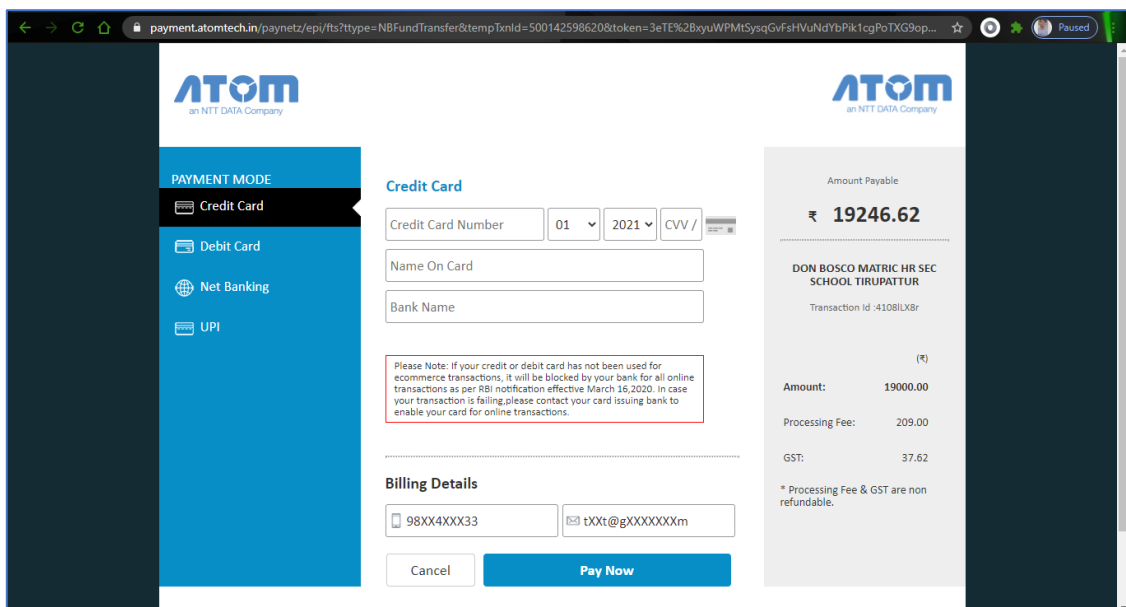 payment.atomtech.in/paynetz/epi/fts?ttype=NBFundTransfer&tempTxnId=500142598620&token=3eTE%2BxyuWPMtSysqGvFsHVuNdYbPik1cgPoTXG9op...
Paused
ATOM
an NTT DATA Company
ATOM
an NTT DATA Company
PAYMENT MODE
Credit Card
Debit Card
Net Banking
UPI
Credit Card
Credit Card Number 01 2021 CVV /
Name On Card
Bank Name
Please Note: If your credit or debit card has not been used for
ecommerce transactions, it will be blocked by your bank for all online
transactions as per RBI notification effective March 16,2020. In case
your transaction is failing,please contact your card issuing bank to
enable your card for online transactions.
Billing Details
98XX4XXX33 tXXt@gXXXXXXXm
Cancel Pay Now
Amount Payable
₹ 19246.62
DON BOSCO MATRIC HR SEC
SCHOOL TIRUPATTUR
Transaction Id :4108lLX8r
(₹)
Amount: 19000.00
Processing Fee: 209.00
GST: 37.62
* Processing Fee & GST are non
refundable.